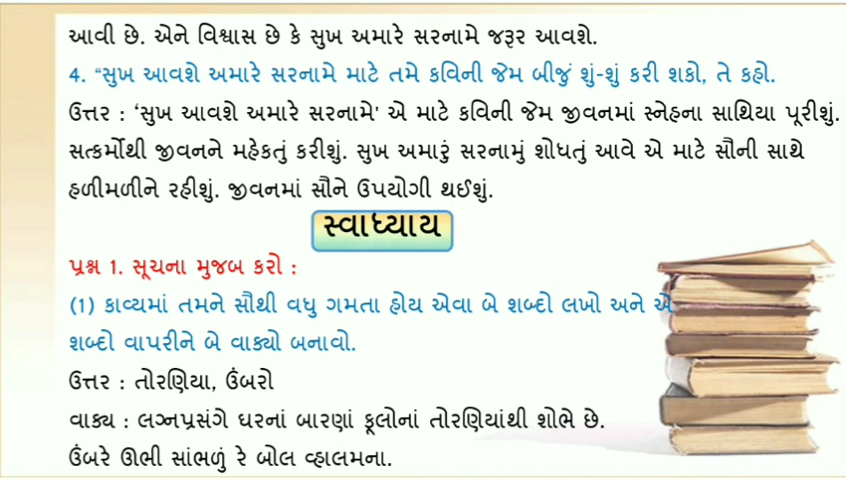 આવી છે. એને વિશ્વાસ છે કે સુખ અમારે સરનામે જરૂર આવશે.
4. “સુખ આવશે અમારે સરનામે માટે તમે કવિની જેમ બીજું શું-શું કરી શકો, તે કહો.
ઉત્તર : ‘સુખ આવશે અમારે સરનામે' એ માટે કવિની જેમ જીવનમાં સ્નેહના સાથિયા પૂરીશું.
સત્કર્મોથી જીવનને મહેકતું કરીશું. સુખ અમારું સરનામું શોધતું આવે એ માટે સૌની સાથે
હળીમળીને રહીશું. જીવનમાં સૌને ઉપયોગી થઈશું.
સ્વાધ્યાય
પ્રશ્ન 1. સૂચના મુજબ કરો :
(1) કાવ્યમાં તમને સૌથી વધુ ગમતા હોય એવા બે શબ્દો લખો અને એ
શબ્દો વાપરીને બે વાક્યો બનાવો.
ઉત્તર : તોરણિયા, ઉંબરો
વાક્ય : લગ્નપ્રસંગે ઘરનાં બારણાં ફૂલોનાં તોરણિયાંથી શોભે છે.
ઉંબરે ઊભી સાંભળું રે બોલ વ્હાલમના.